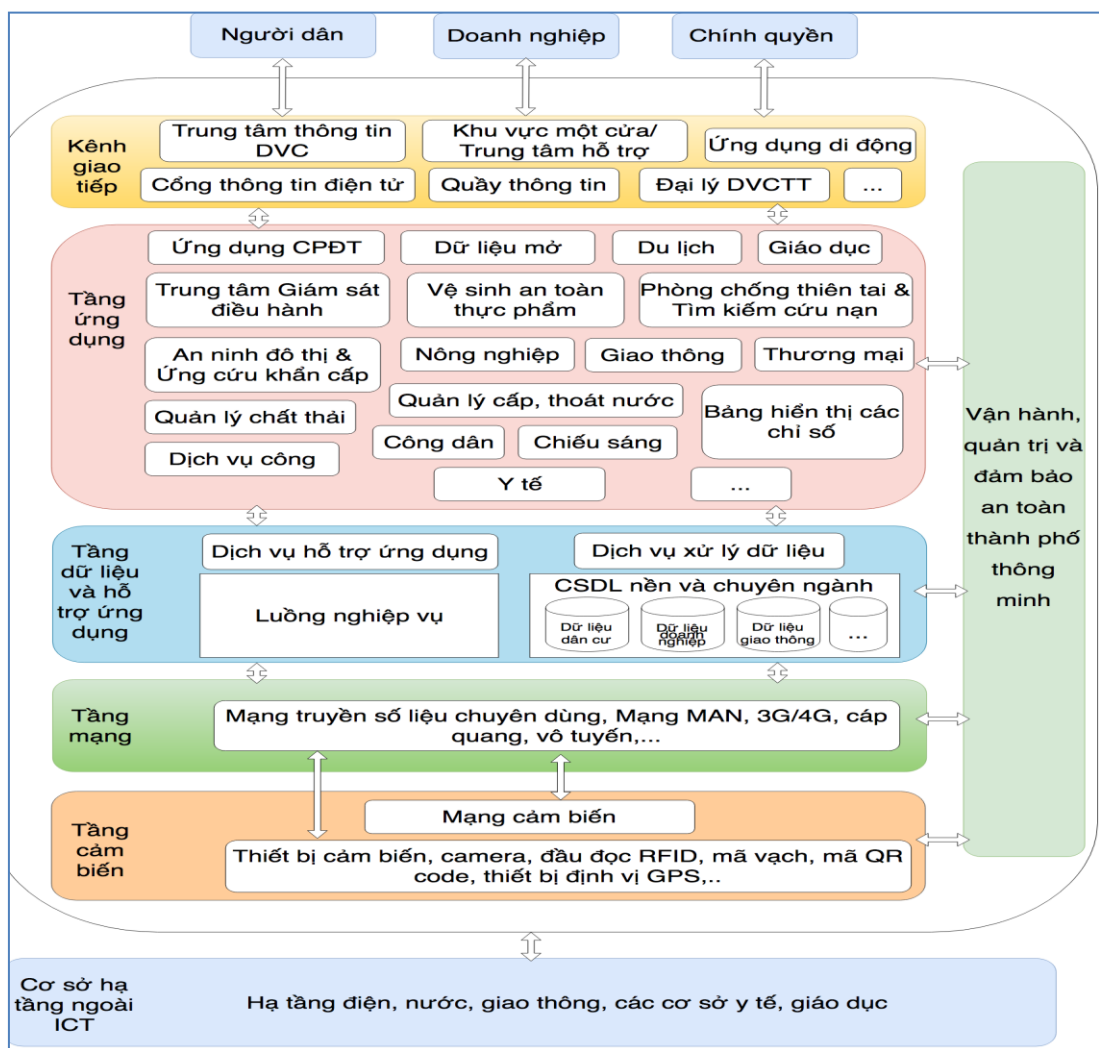 Người dân
Doanh nghiệp
Chính quyền
Kênh
giao
tiếp
Trung tâm thông tin
DVC
Khu vực một cửa/
Trung tâm hỗ trợ
Ứng dụng di động
Cổng thông tin điện tử
Quầy thông tin
Đại lý DVCTT
...
Tầng
ứng
dụng
Ứng dụng CPĐT
Dữ liệu mở
Du lịch
Giáo dục
Trung tâm Giám sát
điều hành
Vệ sinh an toàn
thực phẩm
Phòng chống thiên tai &
Tìm kiếm cứu nạn
An ninh đô thị &
Ứng cứu khẩn cấp
Nông nghiệp
Giao thông
Thương mại
Quản lý chất thải
Quản lý cấp, thoát nước
Bảng hiển thị các
chỉ số
Công dân
Chiếu sáng
Dịch vụ công
Y tế
...
Vận hành,
quản trị và
đảm bảo
an toàn
thành phố
thông
minh
Tầng
dữ liệu
và hỗ
trợ ứng
dụng
Dịch vụ hỗ trợ ứng dụng
Dịch vụ xử lý dữ liệu
Luồng nghiệp vụ
CSDL nền và chuyên ngành
Dữ liệu
dân cư
Dữ liệu
doanh
nghiệp
Dữ liệu
giao thông
...
Tầng
mạng
Mạng truyền số liệu chuyên dùng, Mạng MAN, 3G/4G, cáp
quang, vô tuyến,...
Tầng
cảm
biến
Mạng cảm biến
Thiết bị cảm biến, camera, đầu đọc RFID, mã vạch, mã QR
code, thiết bị định vị GPS,..
Cơ sở hạ
tầng ngoài
ICT
Hạ tầng điện, nước, giao thông, các cơ sở y tế, giáo dục